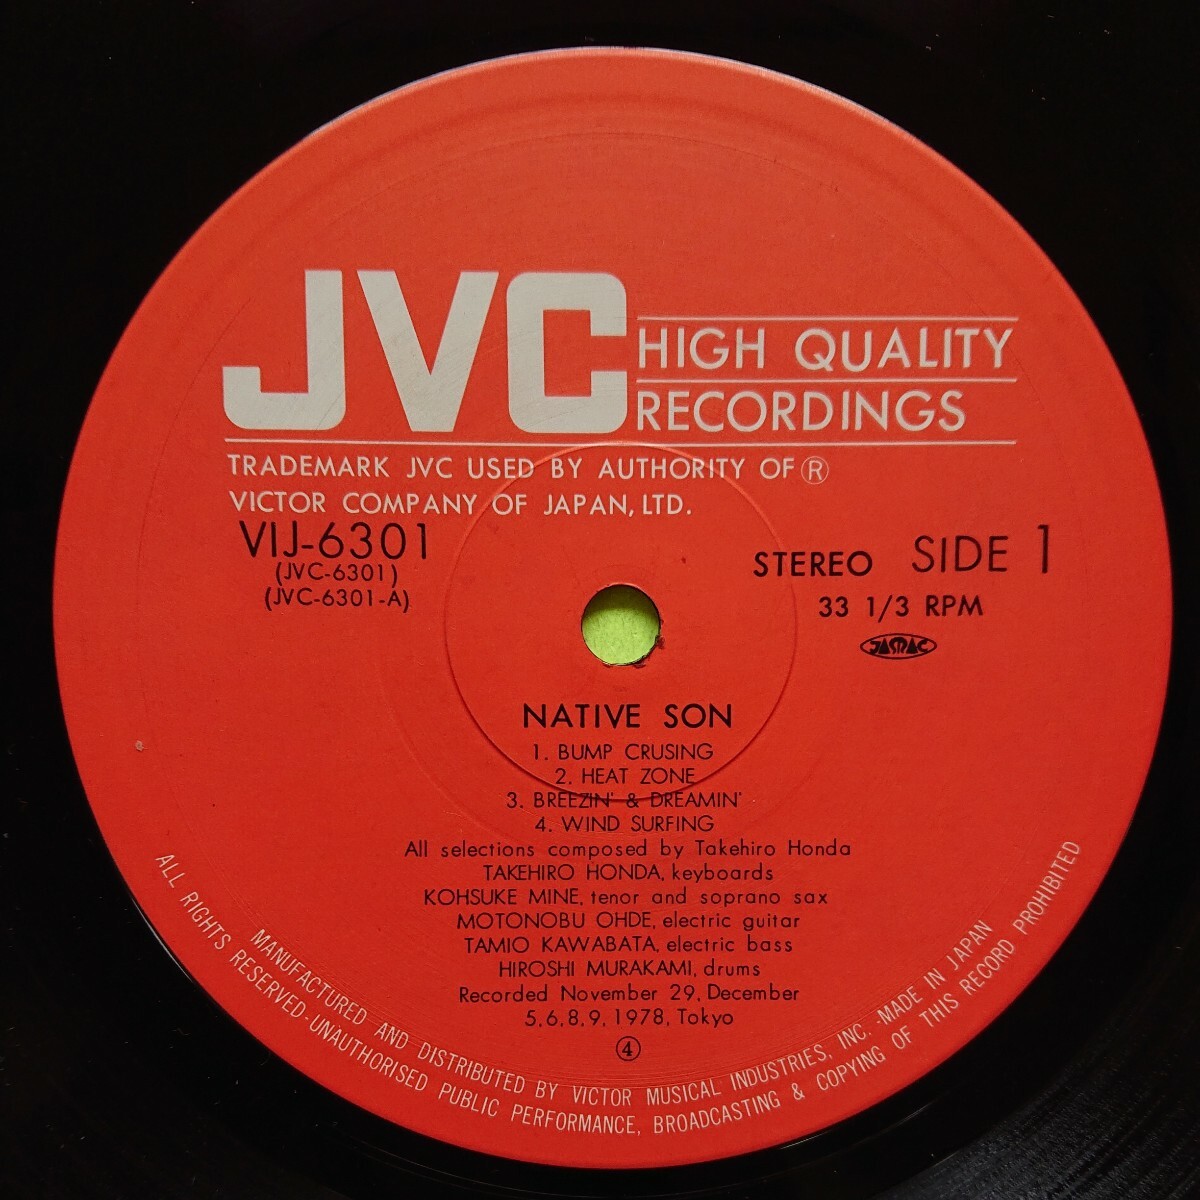 JVC HIGH QUALITY
RECORDINGS
TRADEMARK JVC USED BY AUTHORITY OF Ⓡ
VICTOR COMPANY OF JAPAN, LTD.
VIJ-6301
(JVC-6301)
(JVC-6301-A)
STEREO SIDE 1
33 1/3 RPM
JASRAC
NATIVE SON
1. BUMP CRUSING
2. HEAT ZONE
3. BREEZIN' & DREAMIN'
4. WIND SURFING
All selections composed by Takehiro Honda
TAKEHIRO HONDA, keyboards
KOHSUKE MINE, tenor and soprano sax
MOTONOBU OHDE, electric guitar
TAMIO KAWABATA, electric bass
HIROSHI MURAKAMI, drums
Recorded November 29, December
5,6,8,9, 1978, Tokyo
④
MANUFACTURED AND DISTRIBUTED BY VICTOR MUSICAL INDUSTRIES, INC. · MADE IN JAPAN
ALL RIGHTS RESERVED · UNAUTHORISED PUBLIC PERFORMANCE, BROADCASTING & COPYING OF THIS RECORD PROHIBITED